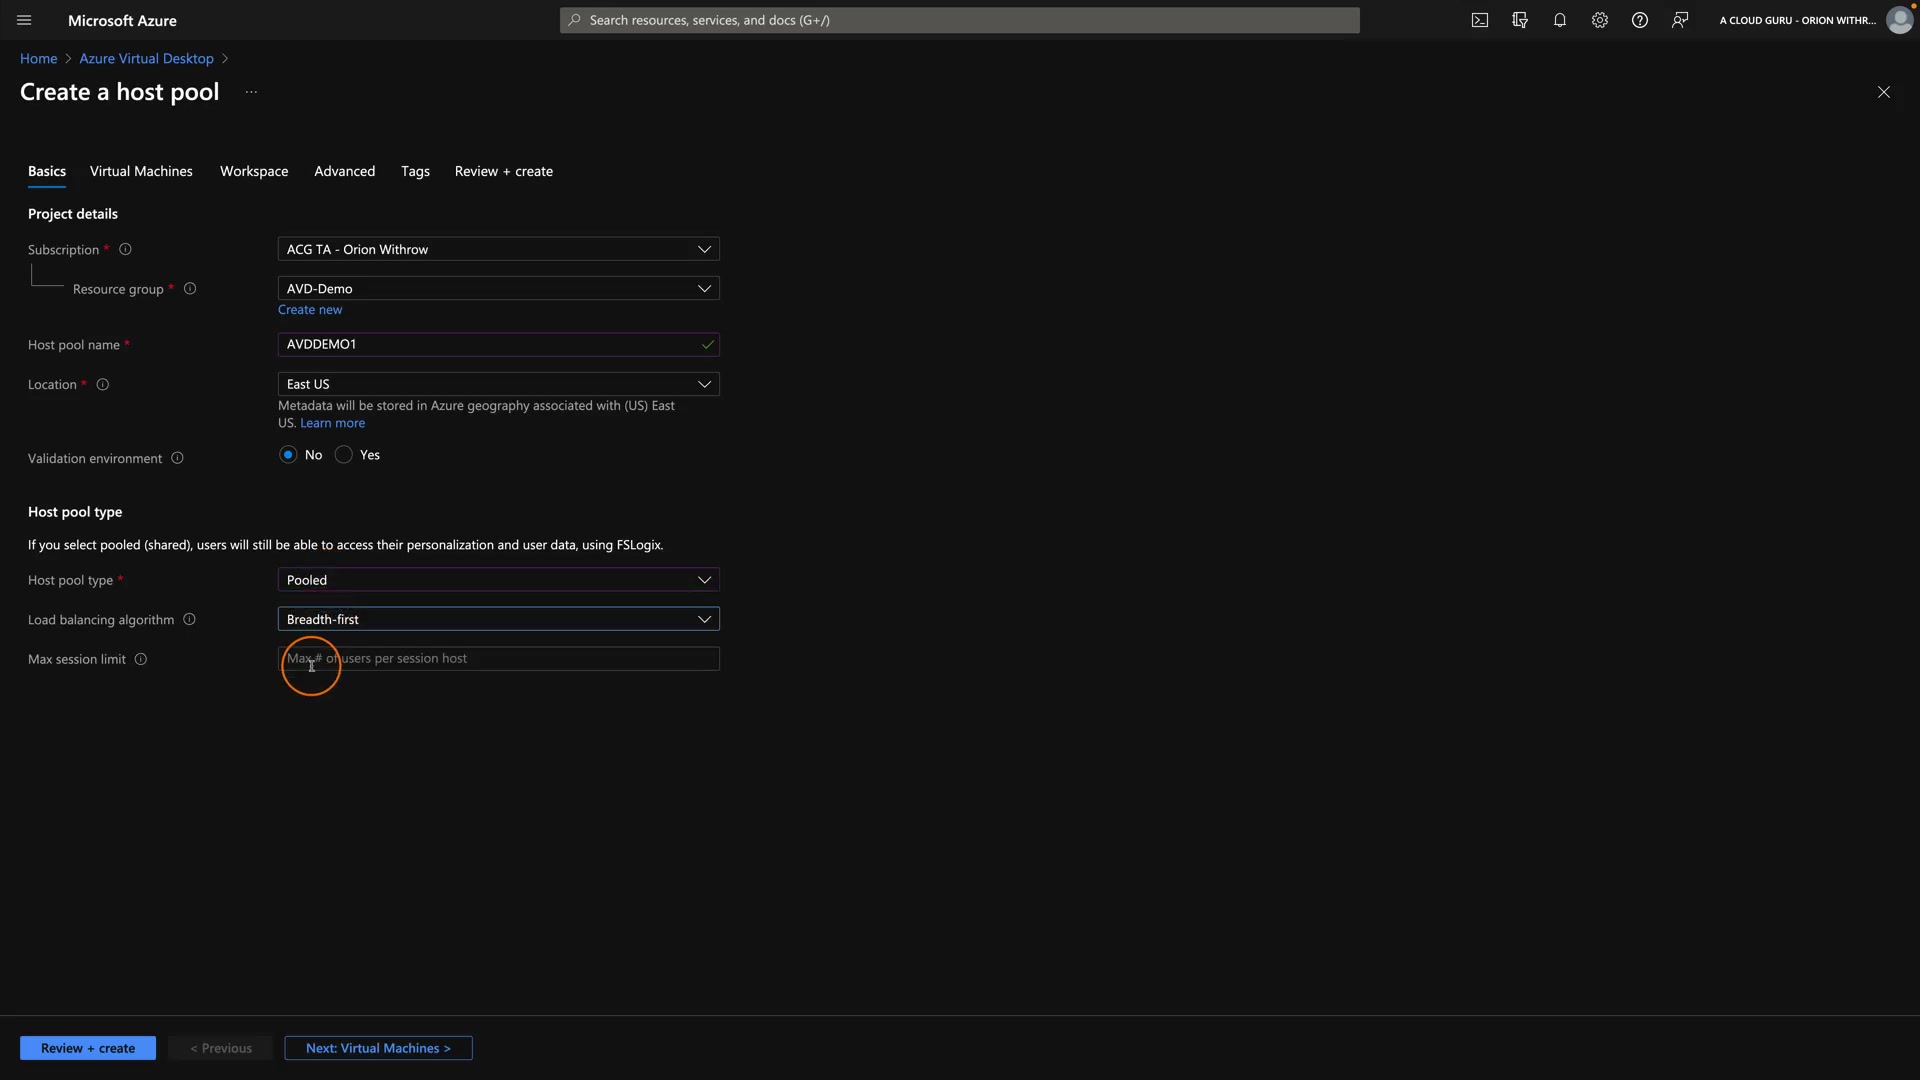 Microsoft Azure
Search resources, services, and docs (G+/)
A CLOUD GURU - ORION WITHR...
Home > Azure Virtual Desktop >
Create a host pool ...
Basics Virtual Machines Workspace Advanced Tags Review + create
Project details
Subscription *
ACG TA - Orion Withrow
Resource group *
AVD-Demo
Create new
Host pool name *
AVDDEMO1
Location *
East US
Metadata will be stored in Azure geography associated with (US) East
US. Learn more
Validation environment
No Yes
Host pool type
If you select pooled (shared), users will still be able to access their personalization and user data, using FSLogix.
Host pool type *
Pooled
Load balancing algorithm
Breadth-first
Max session limit
Max # of users per session host
Review + create
< Previous
Next: Virtual Machines >